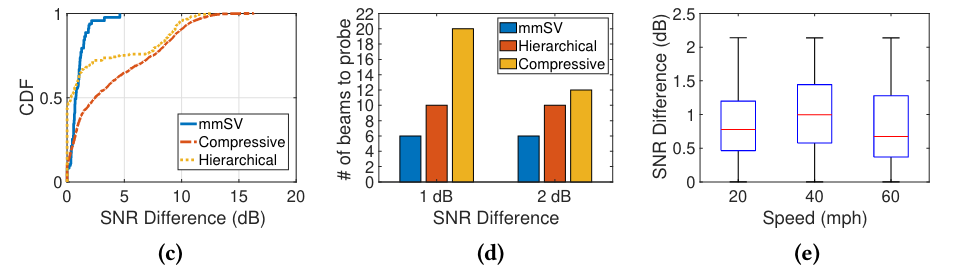 1
0.5
0
CDF
mmSV
Compressive
Hierarchical
0 5 10 15 20
SNR Difference (dB)
(c)
22
20
18
16
14
12
10
8
6
4
2
0
# of beams to probe
mmSV
Hierarchical
Compressive
1 dB 2 dB
SNR Difference
(d)
2.5
2
1.5
1
0.5
0
SNR Difference (dB)
20 40 60
Speed (mph)
(e)